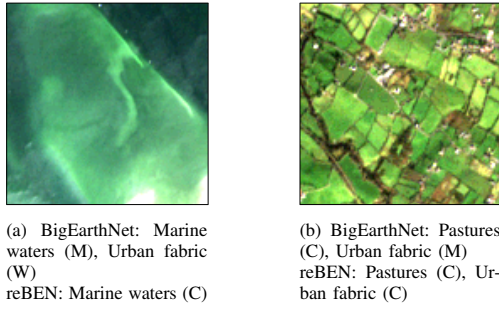 (a) BigEarthNet: Marine
waters (M), Urban fabric
(W)
reBEN: Marine waters (C)
(b) BigEarthNet: Pastures
(C), Urban fabric (M)
reBEN: Pastures (C), Ur-
ban fabric (C)